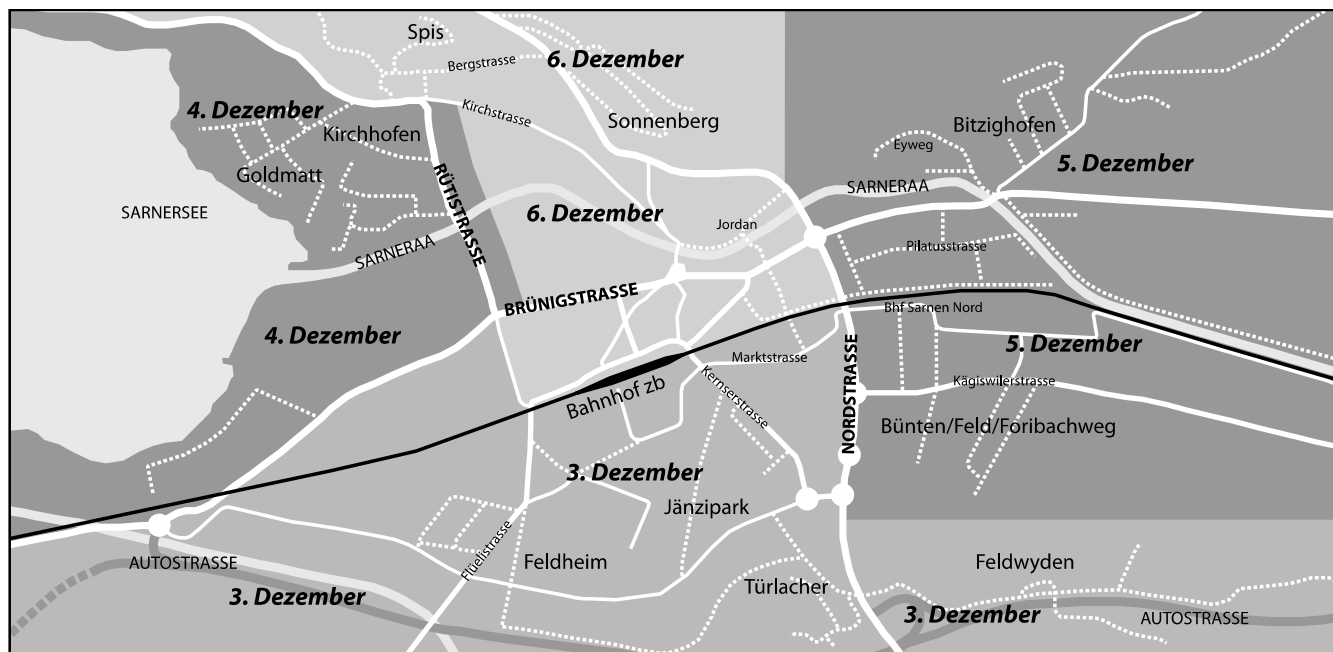 Spis
Bergstrasse
6. Dezember
4. Dezember
Kirchstrasse
Kirchhofen
Sonnenberg
Bitzighofen
Eyweg
5. Dezember
Goldmatt
RÜTISTRASSE
SARNERAA
SARNERSEE
6. Dezember
Jordan
SARNERAA
Pilatusstrasse
BRÜNIGSTRASSE
Bhf Sarnen Nord
4. Dezember
5. Dezember
Marktstrasse
Kernserstrasse
NORDSTRASSE
Kägiswilerstrasse
Bahnhof zb
Bünten/Feld/Foribachweg
3. Dezember
Jänzipark
Flüelistrasse
AUTOSTRASSE
Feldheim
Feldwyden
Türlacher
3. Dezember
3. Dezember
AUTOSTRASSE